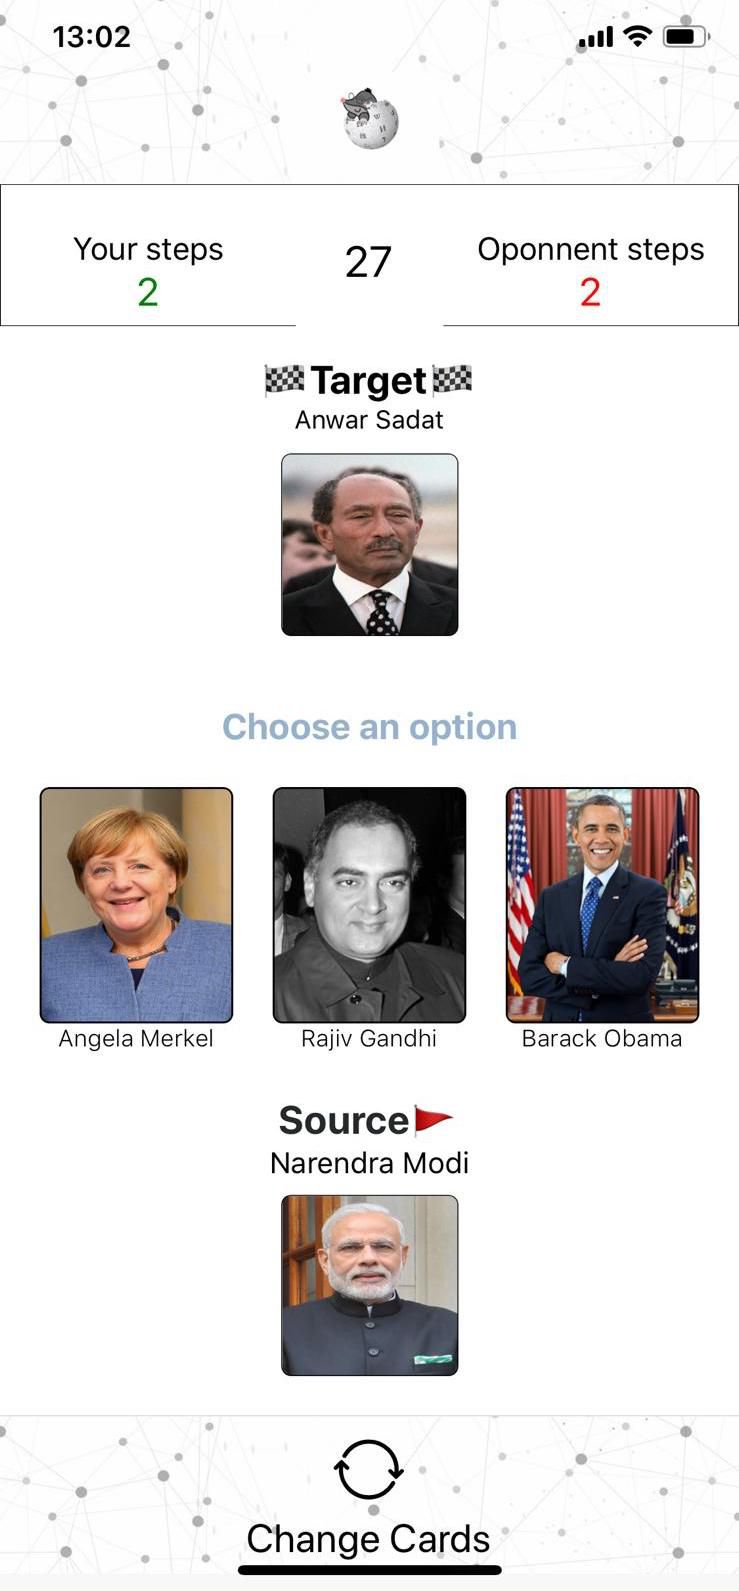 13:02
Your steps
27
Oponnent steps
2
2
Target
Anwar Sadat
Choose an option
Angela Merkel
Rajiv Gandhi
Barack Obama
Source
Narendra Modi
Change Cards